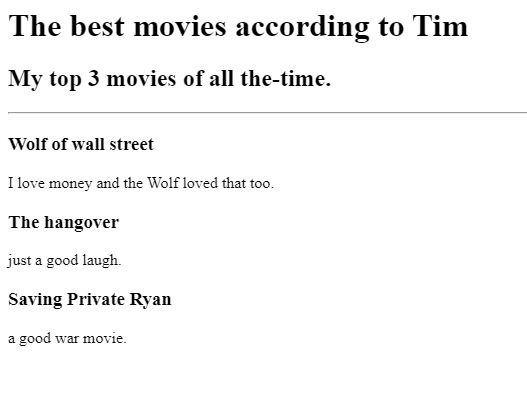 The best movies according to Tim
My top 3 movies of all the-time.
Wolf of wall street
I love money and the Wolf loved that too.
The hangover
just a good laugh.
Saving Private Ryan
a good war movie.